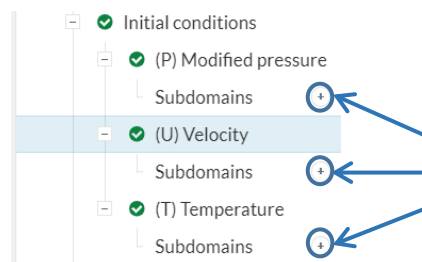 Initial conditions
(P) Modified pressure
Subdomains +
(U) Velocity
Subdomains +
(T) Temperature
Subdomains +